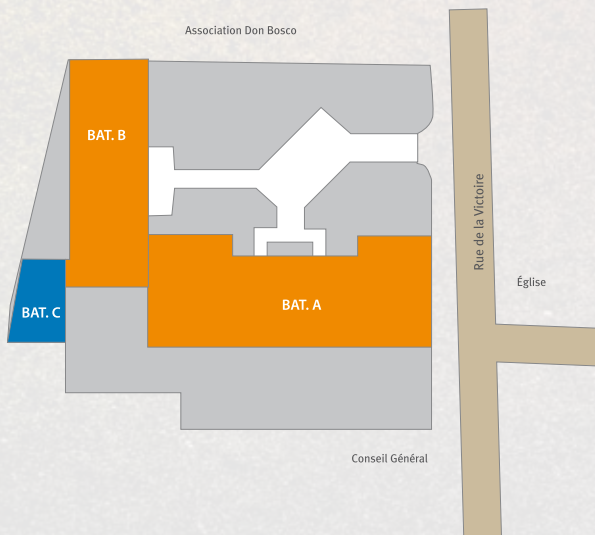 Association Don Bosco
BAT. B
Rue de la Victoire
Église
BAT. A
BAT. C
Conseil Général